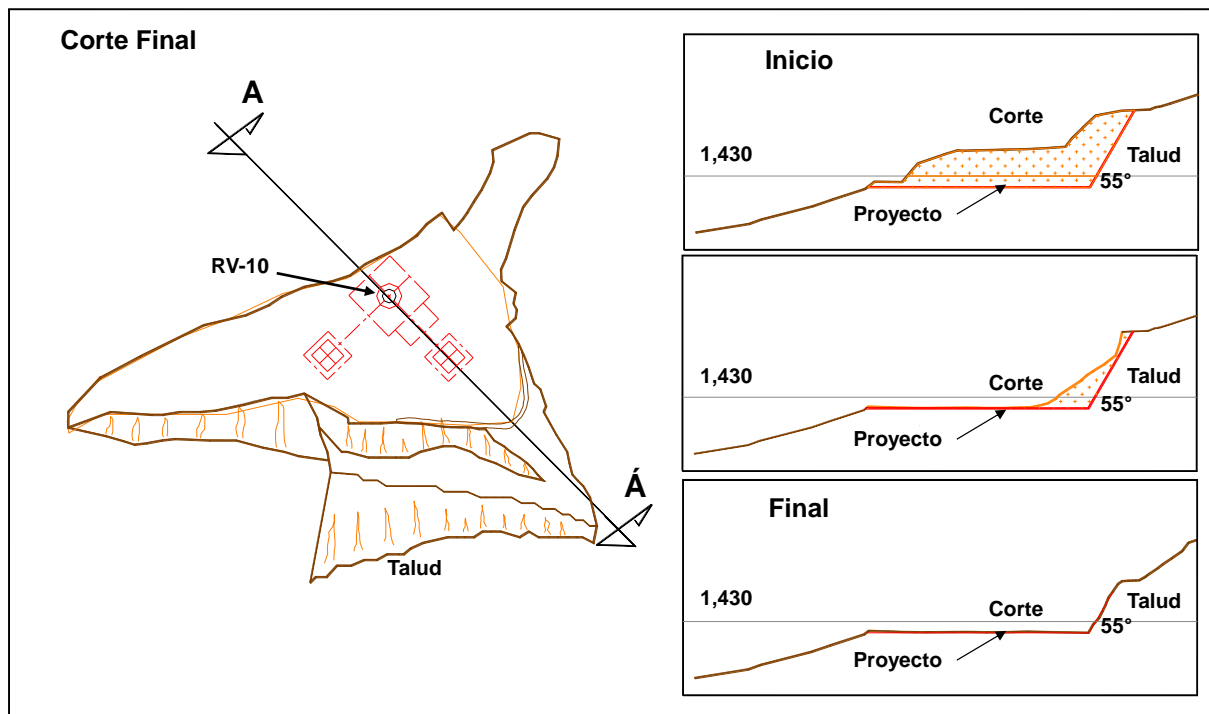 Corte Final
A
RV-10
Á
Talud
Inicio
Corte
1,430
Talud
55°
Proyecto
1,430
Corte
Talud
55°
Proyecto
Final
1,430
Corte
Talud
55°
Proyecto